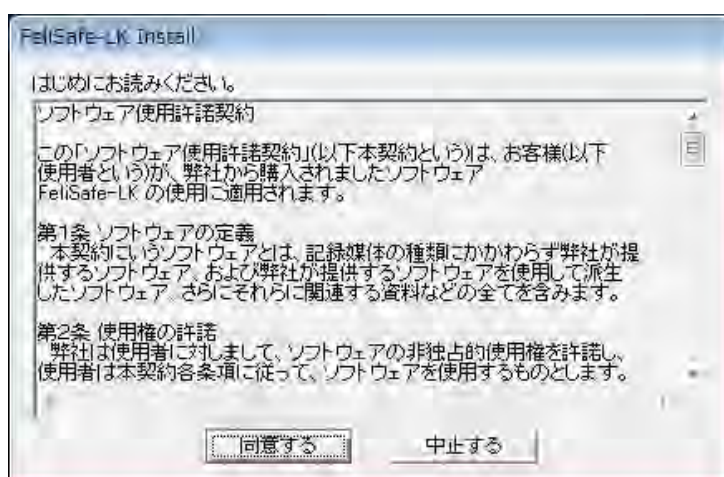 FeliSafe-LK Install
はじめにお読みください。
ソフトウェア使用許諾契約
この「ソフトウェア使用許諾契約」(以下本契約という)は、お客様(以下
使用者という)が、弊社から購入されましたソフトウェア
FeliSafe-LK の使用に適用されます。
第1条 ソフトウェアの定義
本契約にいうソフトウェアとは、記録媒体の種類にかかわらず弊社が提
供するソフトウェア、および弊社が提供するソフトウェアを使用して派生
したソフトウェア、さらにそれらに関連する資料などの全てを含みます。
第2条 使用権の許諾
弊社は使用者に対しまして、ソフトウェアの非独占的使用権を許諾し、
使用者は本契約各条項に従って、ソフトウェアを使用するものとします。
同意する
中止する